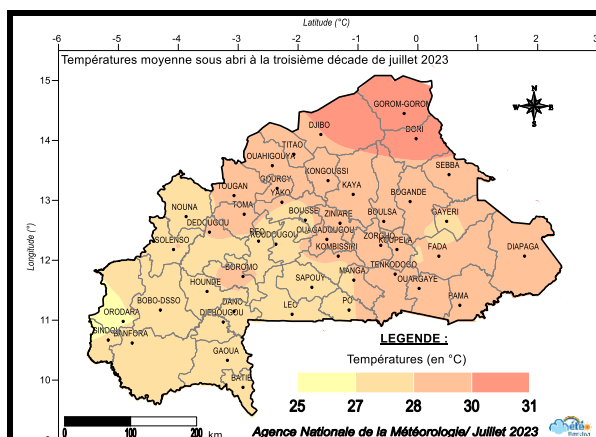 Latitude (°C)
-6 -5 -4 -3 -2 -1 0 1 2 3
Températures moyenne sous abri à la troisième décade de juillet 2023
15
GOROM-GOROM
N
W E
S
DJIBO
14
DORI
TITAO
OUAHIGOUYA
SEBBA
KONGOUSSI
GOURCY
TOUGAN
KAYA
13
YAKO
BOGANDE
NOUNA
TOMA
BOUSSE
ZINIARE
BOULSA
GAYERI
DEDOUGOU
REO
OUAGADOUGOU
ZORGHO
KOUDOUGOU
KOUPELA
SOLENSO
KOMBISSIRI
FADA
DIAPAGA
12
BOROMO
TENKODOGO
MANGA
HOUNDE
SAPOUY
OUARGAYE
DANO
LEO
PO
PAMA
ORODARA
BOBO-DSSO
DIEBOUGOU
11
SINDOU
BANFORA
LEGENDE :
GAOUA
Températures (en °C)
10
BATIE
25 27 28 30 31
0 100 200
km
Agence Nationale de la Météorologie/ Juillet 2023
météo
Longitude (°)